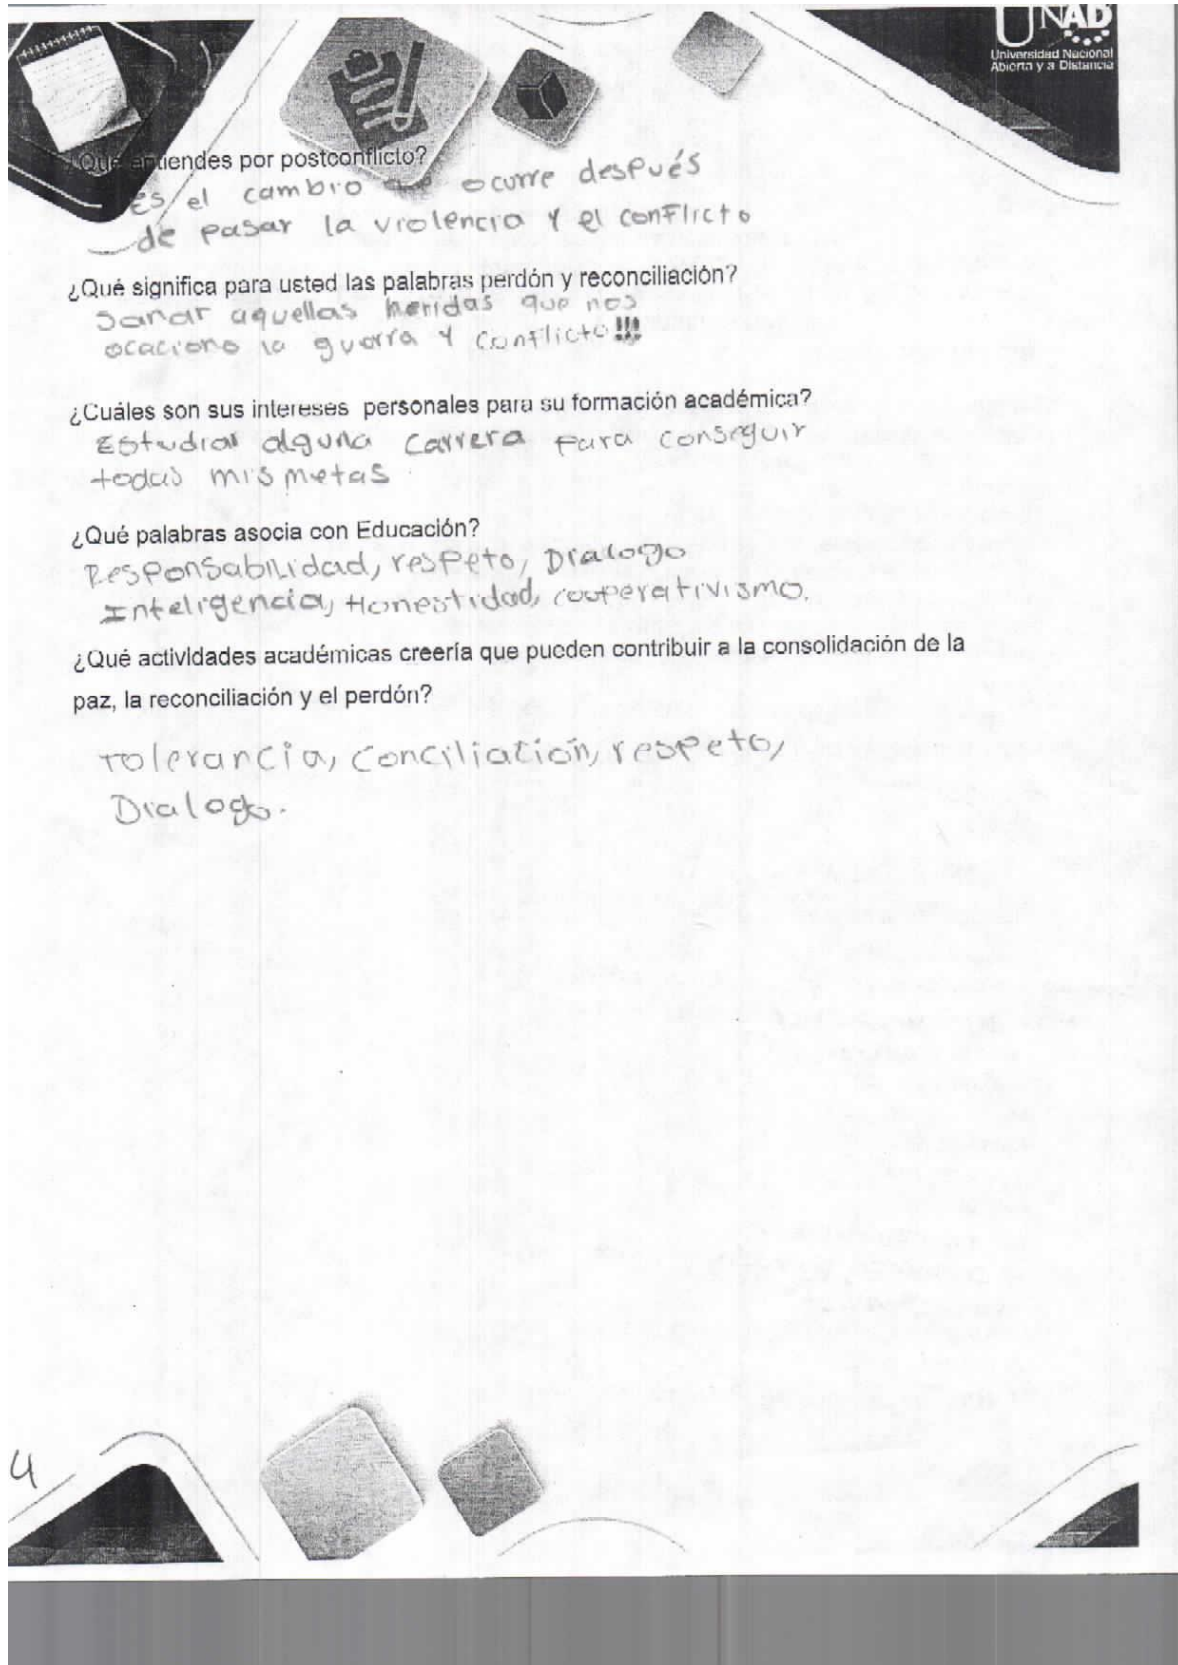 UNAD
Universidad Nacional
Abierta y a Distancia
¿Qué entiendes por postconflicto?
Es el cambio que ocurre después
de pasar la violencia y el conflicto
¿Qué significa para usted las palabras perdón y reconciliación?
Sanar aquellas heridas que nos
ocaciono la guerra y conflicto!!!
¿Cuáles son sus intereses personales para su formación académica?
Estudiar alguna carrera para conseguir
todas mis metas
¿Qué palabras asocia con Educación?
Responsabilidad, respeto, Dialogo
Inteligencia, Honestidad, cooperativismo.
¿Qué actividades académicas creería que pueden contribuir a la consolidación de la
paz, la reconciliación y el perdón?
Tolerancia, Conciliación, respeto,
Dialogo.
4